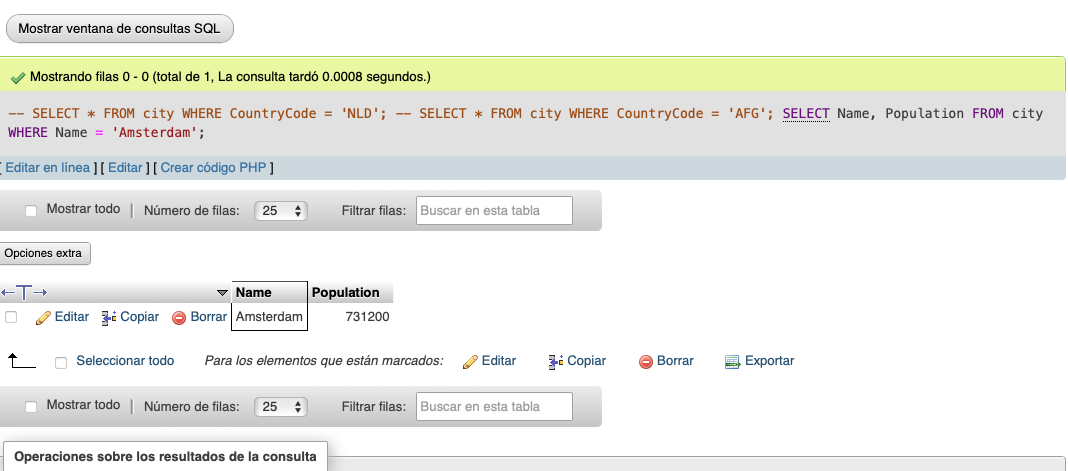 Mostrar ventana de consultas SQL
Mostrando filas 0 - 0 (total de 1, La consulta tardó 0.0008 segundos.)
-- SELECT * FROM city WHERE CountryCode = 'NLD'; -- SELECT * FROM city WHERE CountryCode = 'AFG'; SELECT Name, Population FROM city
WHERE Name = 'Amsterdam';
[ Editar en línea ] [ Editar ] [ Crear código PHP ]
Mostrar todo | Número de filas: 25 Filtrar filas: Buscar en esta tabla
Opciones extra
←T→ Name Population
Editar Copiar Borrar Amsterdam 731200
Seleccionar todo Para los elementos que están marcados: Editar Copiar Borrar Exportar
Mostrar todo | Número de filas: 25 Filtrar filas: Buscar en esta tabla
Operaciones sobre los resultados de la consulta